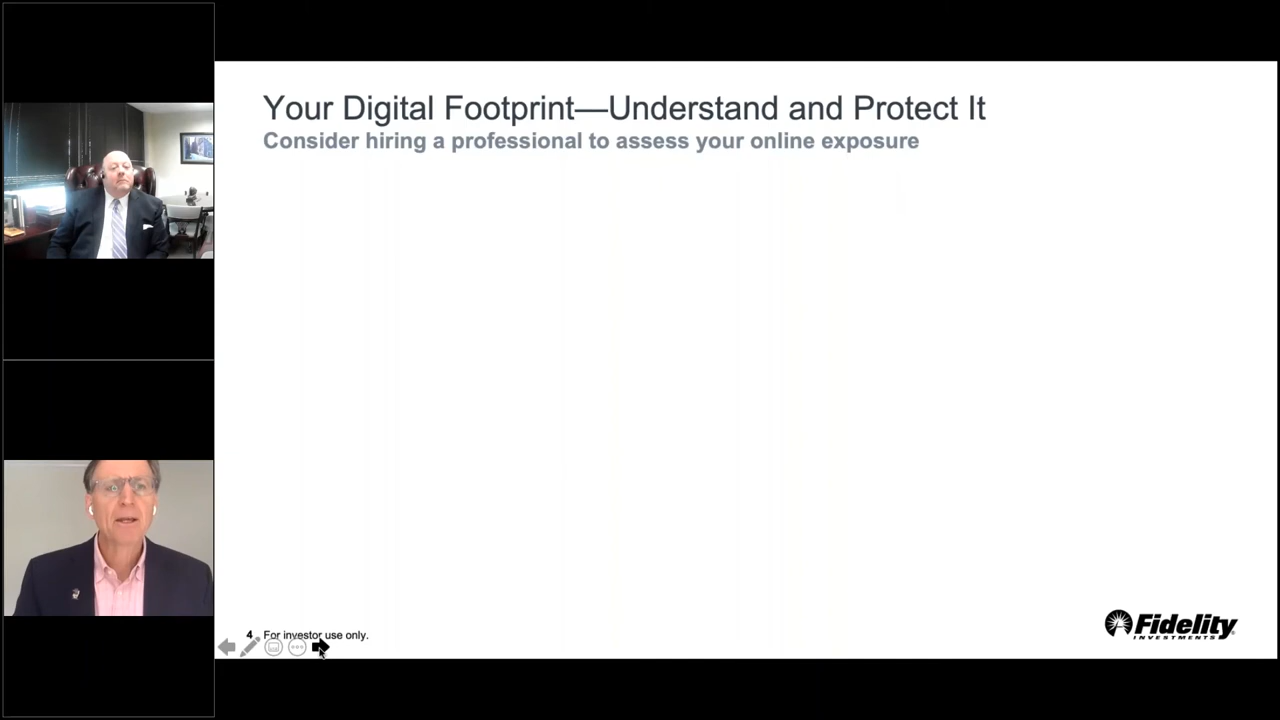 Your Digital Footprint—Understand and Protect It
Consider hiring a professional to assess your online exposure
4 For investor use only.
Fidelity
INVESTMENTS